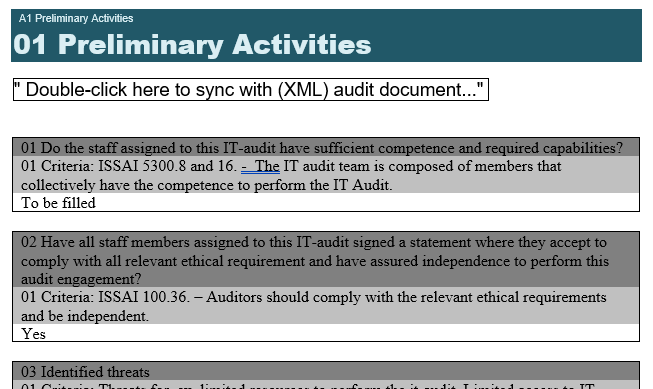 A1 Preliminary Activities
01 Preliminary Activities
" Double-click here to sync with (XML) audit document..."
01 Do the staff assigned to this IT-audit have sufficient competence and required capabilities?
01 Criteria: ISSAI 5300.8 and 16. - The IT audit team is composed of members that
collectively have the competence to perform the IT Audit.
To be filled
02 Have all staff members assigned to this IT-audit signed a statement where they accept to
comply with all relevant ethical requirement and have assured independence to perform this
audit engagement?
01 Criteria: ISSAI 100.36. – Auditors should comply with the relevant ethical requirements
and be independent.
Yes
03 Identified threats
01 Criteria: Threats for ex. limited resources to perform the it audit. Limited access to IT